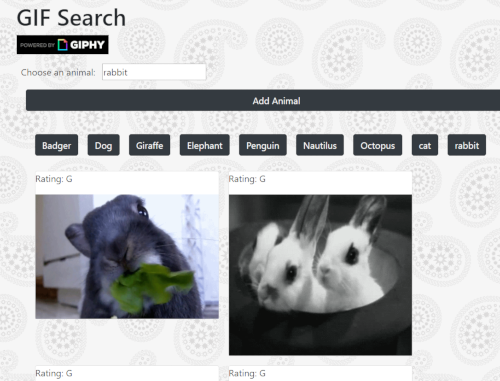 GIF Search
POWERED BY GIPHY
Choose an animal: rabbit
Add Animal
Badger Dog Giraffe Elephant Penguin Nautilus Octopus cat rabbit
Rating: G Rating: G
Rating: G Rating: G